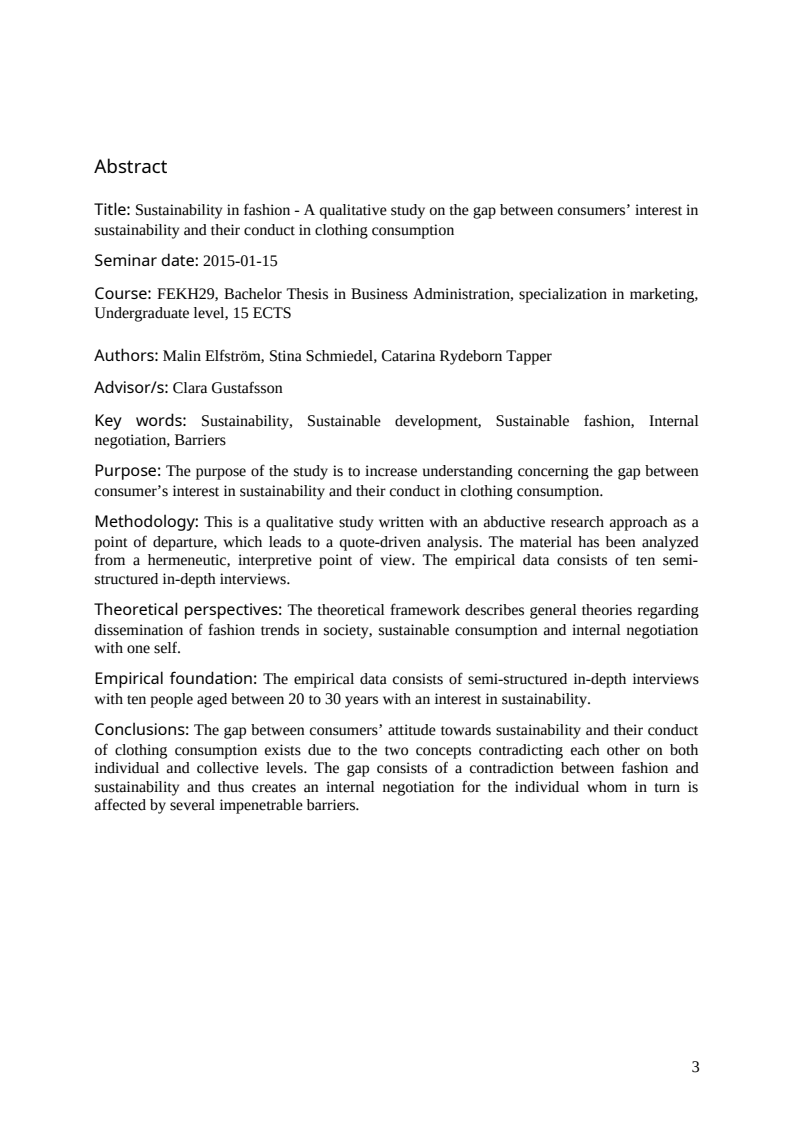 Abstract
Title: Sustainability in fashion - A qualitative study on the gap between consumers’ interest in
sustainability and their conduct in clothing consumption
Seminar date: 2015-01-15
Course: FEKH29, Bachelor Thesis in Business Administration, specialization in marketing,
Undergraduate level, 15 ECTS
Authors: Malin Elfström, Stina Schmiedel, Catarina Rydeborn Tapper
Advisor/s: Clara Gustafsson
Key words: Sustainability, Sustainable development, Sustainable fashion, Internal
negotiation, Barriers
Purpose: The purpose of the study is to increase understanding concerning the gap between
consumer’s interest in sustainability and their conduct in clothing consumption.
Methodology: This is a qualitative study written with an abductive research approach as a
point of departure, which leads to a quote-driven analysis. The material has been analyzed
from a hermeneutic, interpretive point of view. The empirical data consists of ten semi-
structured in-depth interviews.
Theoretical perspectives: The theoretical framework describes general theories regarding
dissemination of fashion trends in society, sustainable consumption and internal negotiation
with one self.
Empirical foundation: The empirical data consists of semi-structured in-depth interviews
with ten people aged between 20 to 30 years with an interest in sustainability.
Conclusions: The gap between consumers’ attitude towards sustainability and their conduct
of clothing consumption exists due to the two concepts contradicting each other on both
individual and collective levels. The gap consists of a contradiction between fashion and
sustainability and thus creates an internal negotiation for the individual whom in turn is
affected by several impenetrable barriers.
3